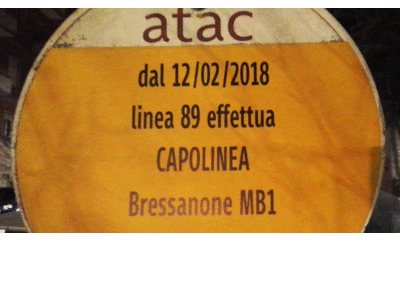 atac
dal 12/02/2018
linea 89 effettua
CAPOLINEA
Bressanone MB1